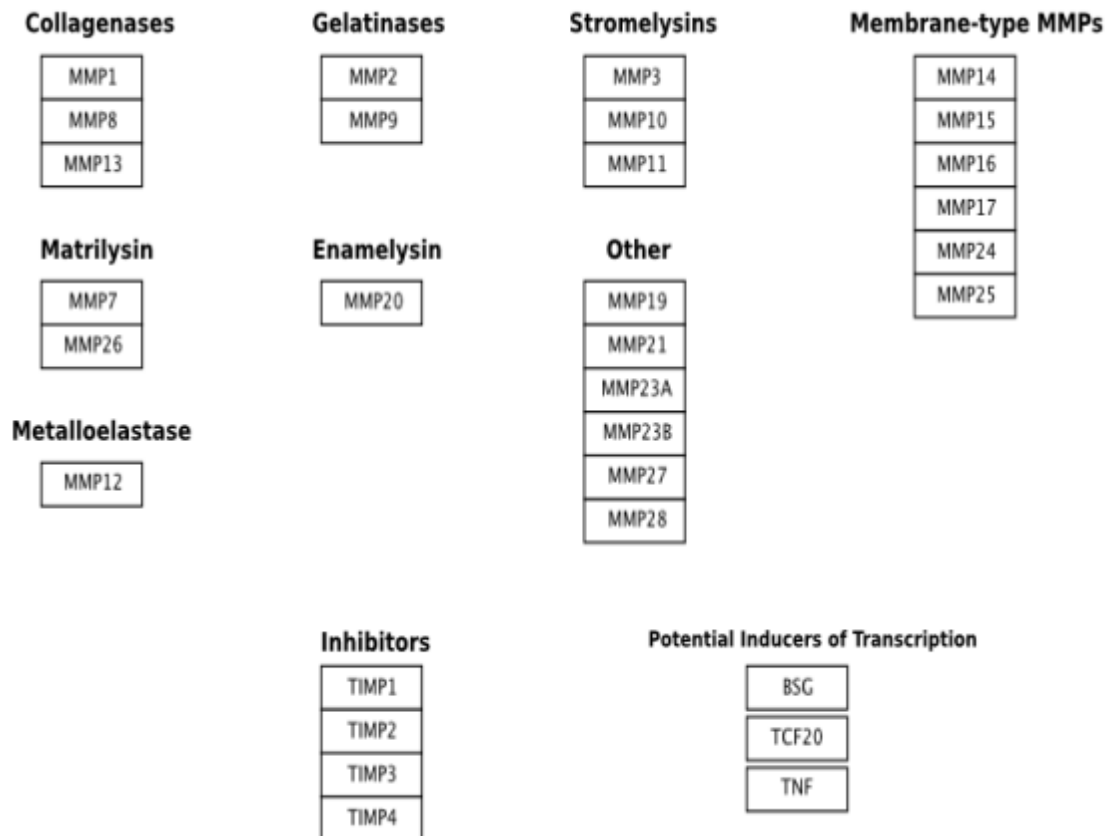 Collagenases
MMP1
MMP8
MMP13
Gelatinases
MMP2
MMP9
Stromelysins
MMP3
MMP10
MMP11
Membrane-type MMPs
MMP14
MMP15
MMP16
MMP17
MMP24
MMP25
Matrilysin
MMP7
MMP26
Enamelysin
MMP20
Other
MMP19
MMP21
MMP23A
MMP23B
MMP27
MMP28
Metalloelastase
MMP12
Inhibitors
TIMP1
TIMP2
TIMP3
TIMP4
Potential Inducers of Transcription
BSG
TCF20
TNF